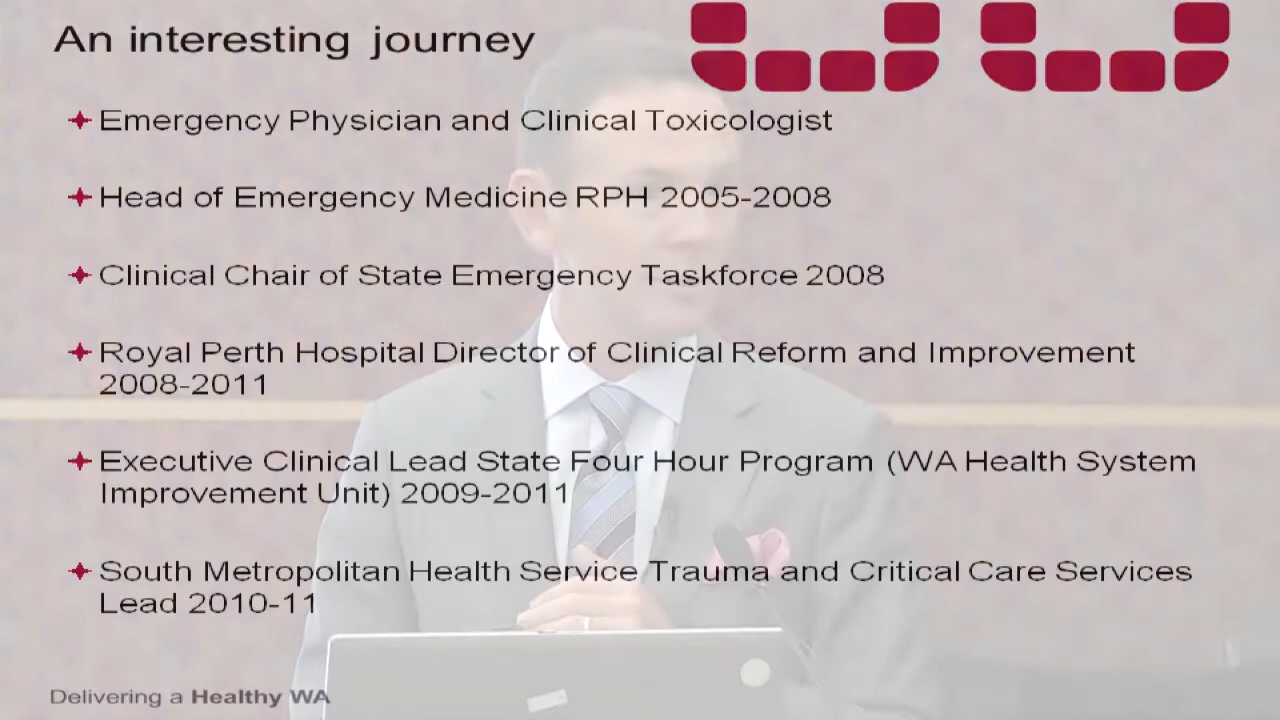 An interesting journey
Emergency Physician and Clinical Toxicologist
Head of Emergency Medicine RPH 2005-2008
Clinical Chair of State Emergency Taskforce 2008
Royal Perth Hospital Director of Clinical Reform and Improvement
2008-2011
Executive Clinical Lead State Four Hour Program (WA Health System
Improvement Unit) 2009-2011
South Metropolitan Health Service Trauma and Critical Care Services
Lead 2010-11
Delivering a Healthy WA